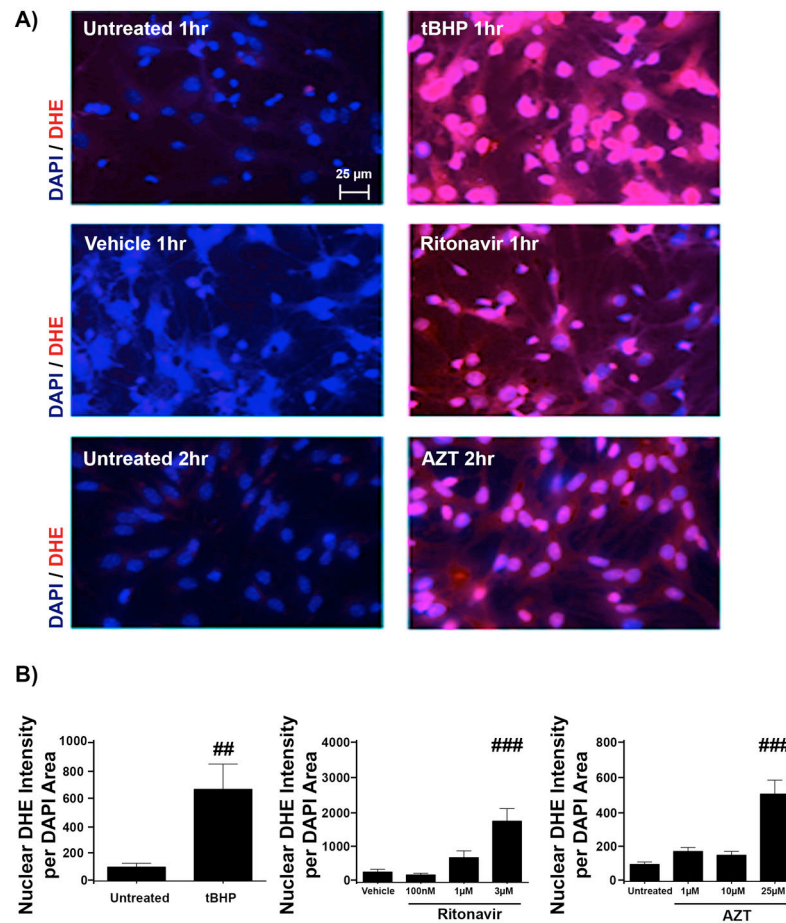 A)
Untreated 1hr
tBHP 1hr
DAPI / DHE
25 µm
Vehicle 1hr
Ritonavir 1hr
DAPI / DHE
Untreated 2hr
AZT 2hr
DAPI / DHE
B)
Nuclear DHE Intensity
per DAPI Area
1000
800
600
400
200
0
##
Untreated tBHP
Nuclear DHE Intensity
per DAPI Area
4000
3000
2000
1000
0
###
Vehicle 100nM 1µM 3µM
Ritonavir
Nuclear DHE Intensity
per DAPI Area
800
600
400
200
0
###
Untreated 1µM 10µM 25µM
AZT